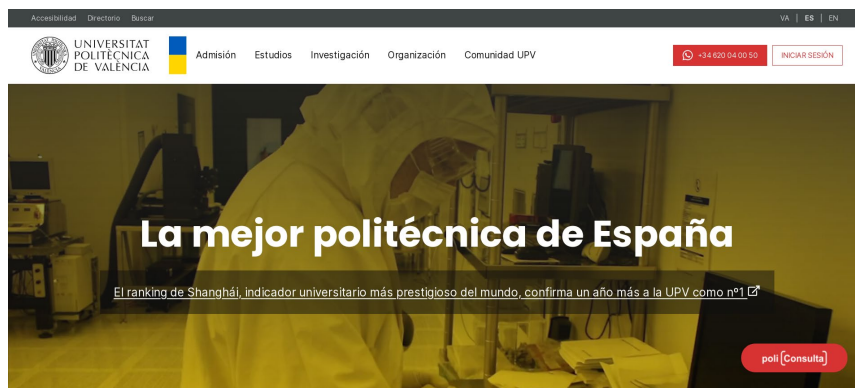 Accesibilidad Directorio Buscar VA | ES | EN
UNIVERSITAT
POLITÈCNICA
DE VALÈNCIA
Admisión Estudios Investigación Organización Comunidad UPV
+34 620 04 00 50
INICIAR SESIÓN
La mejor politécnica de España
El ranking de Shanghái, indicador universitario más prestigioso del mundo, confirma un año más a la UPV como nº1
poli[Consulta]